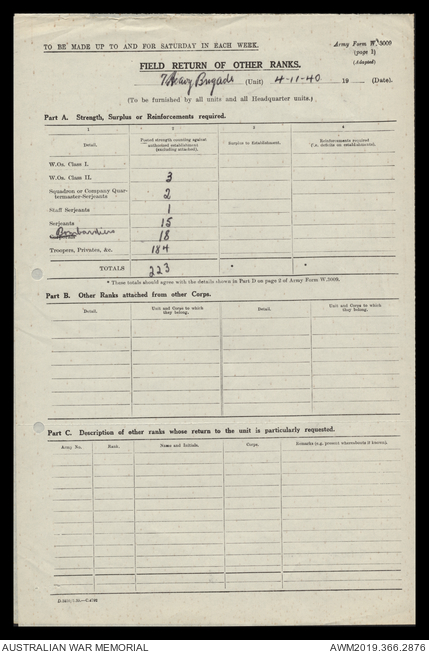 TO BE MADE UP TO AND FOR SATURDAY IN EACH WEEK.
Army Form W. 3009
(page 1)
(Adapted)
FIELD RETURN OF OTHER RANKS.
7 Heavy Brigade (Unit) 4-11-40 19 (Date).
(To be furnished by all units and all Headquarter units.)
Part A. Strength, Surplus or Reinforcements required.
1 2 3 4
Detail.
Posted strength counting against authorised establishment (excluding attached).
Surplus to Establishment.
Reinforcements required
W.Os. Class I.
W.Os. Class II. 3
Squadron or Company Quar-
termaster-Serjeants 2
Staff Serjeants 1
Serjeants 15
Bombardiers
Corporals 18
Troopers, Privates, &c. 184
TOTALS 223 * *
* These totals should agree with the details shown in Part D on page 2 of Army Form W.3009.
Part B. Other Ranks attached from other Corps.
Detail. Unit and Corps to which they belong. Detail. Unit and Corps to which they belong.
Part C. Description of other ranks whose return to the unit is particularly requested.
Army No. Rank. Name and Initials. Corps. Remarks (e.g. present whereabouts if known).
AUSTRALIAN WAR MEMORIAL
AWM2019.366.2876